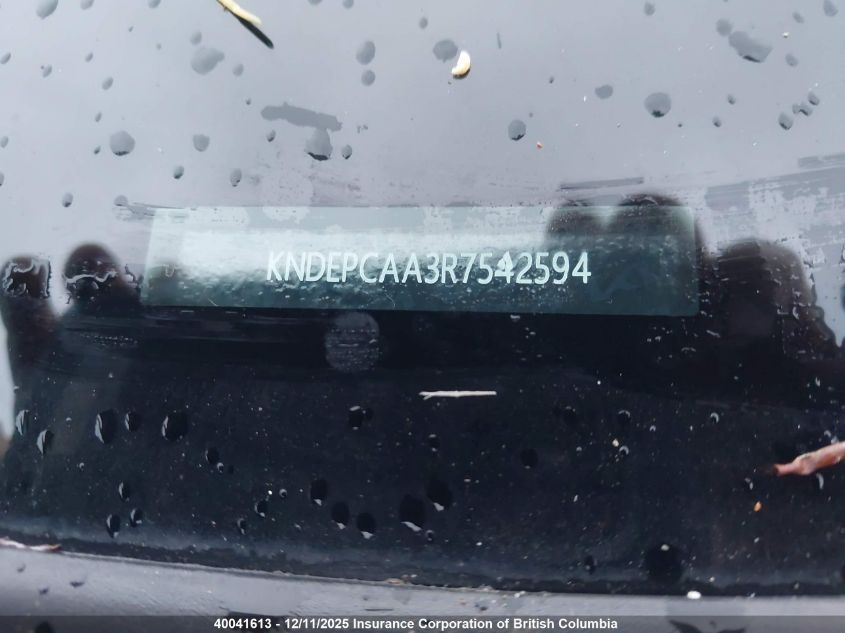 KNDEPCAA3R7542594
40041613 - 12/11/2025 Insurance Corporation of British Columbia